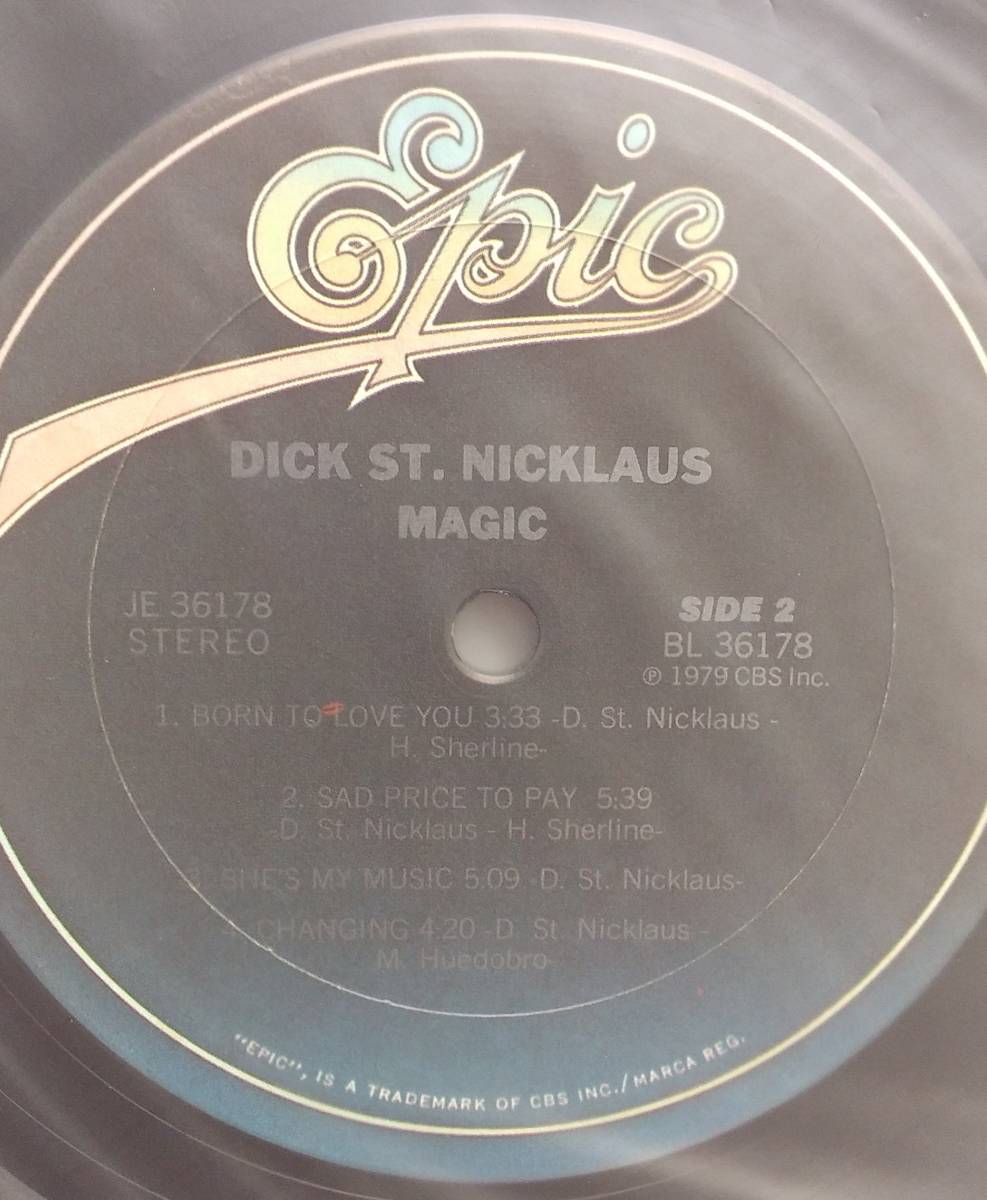 Epic
DICK ST. NICKLAUS
MAGIC
JE 36178
STEREO
SIDE 2
BL 36178
℗ 1979 CBS Inc.
1. BORN TO LOVE YOU 3:33 -D. St. Nicklaus -
H. Sherline-
2. SAD PRICE TO PAY 5:39
-D. St. Nicklaus - H. Sherline-
3. SHE'S MY MUSIC 5:09 -D. St. Nicklaus-
4. CHANGING 4:20 -D. St. Nicklaus -
M. Huedobro-
"EPIC", IS A TRADEMARK OF CBS INC./MARCA REG.